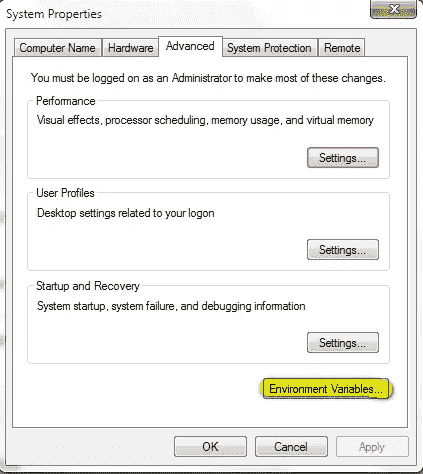 System Properties
Computer Name Hardware Advanced System Protection Remote
You must be logged on as an Administrator to make most of these changes.
Performance
Visual effects, processor scheduling, memory usage, and virtual memory
Settings...
User Profiles
Desktop settings related to your logon
Settings...
Startup and Recovery
System startup, system failure, and debugging information
Settings...
Environment Variables...
OK Cancel Apply